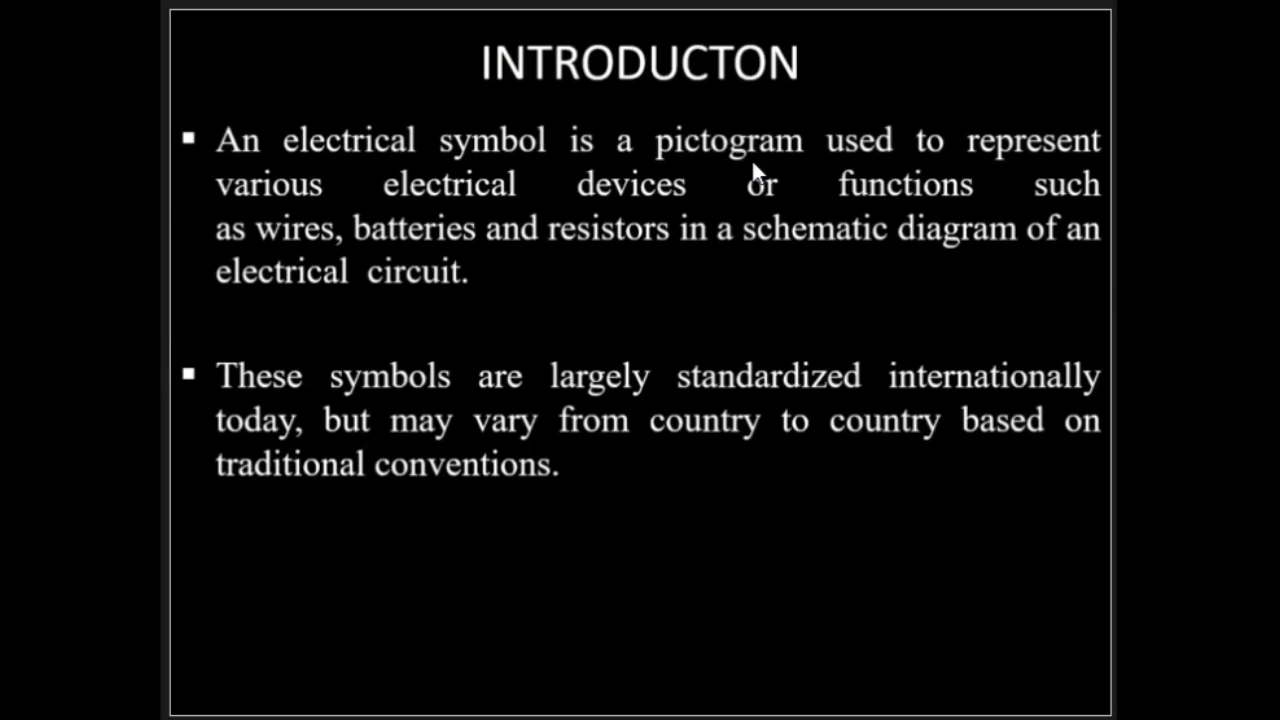 INTRODUCTON
▪ An electrical symbol is a pictogram used to represent
various electrical devices or functions such
as wires, batteries and resistors in a schematic diagram of an
electrical circuit.
▪ These symbols are largely standardized internationally
today, but may vary from country to country based on
traditional conventions.